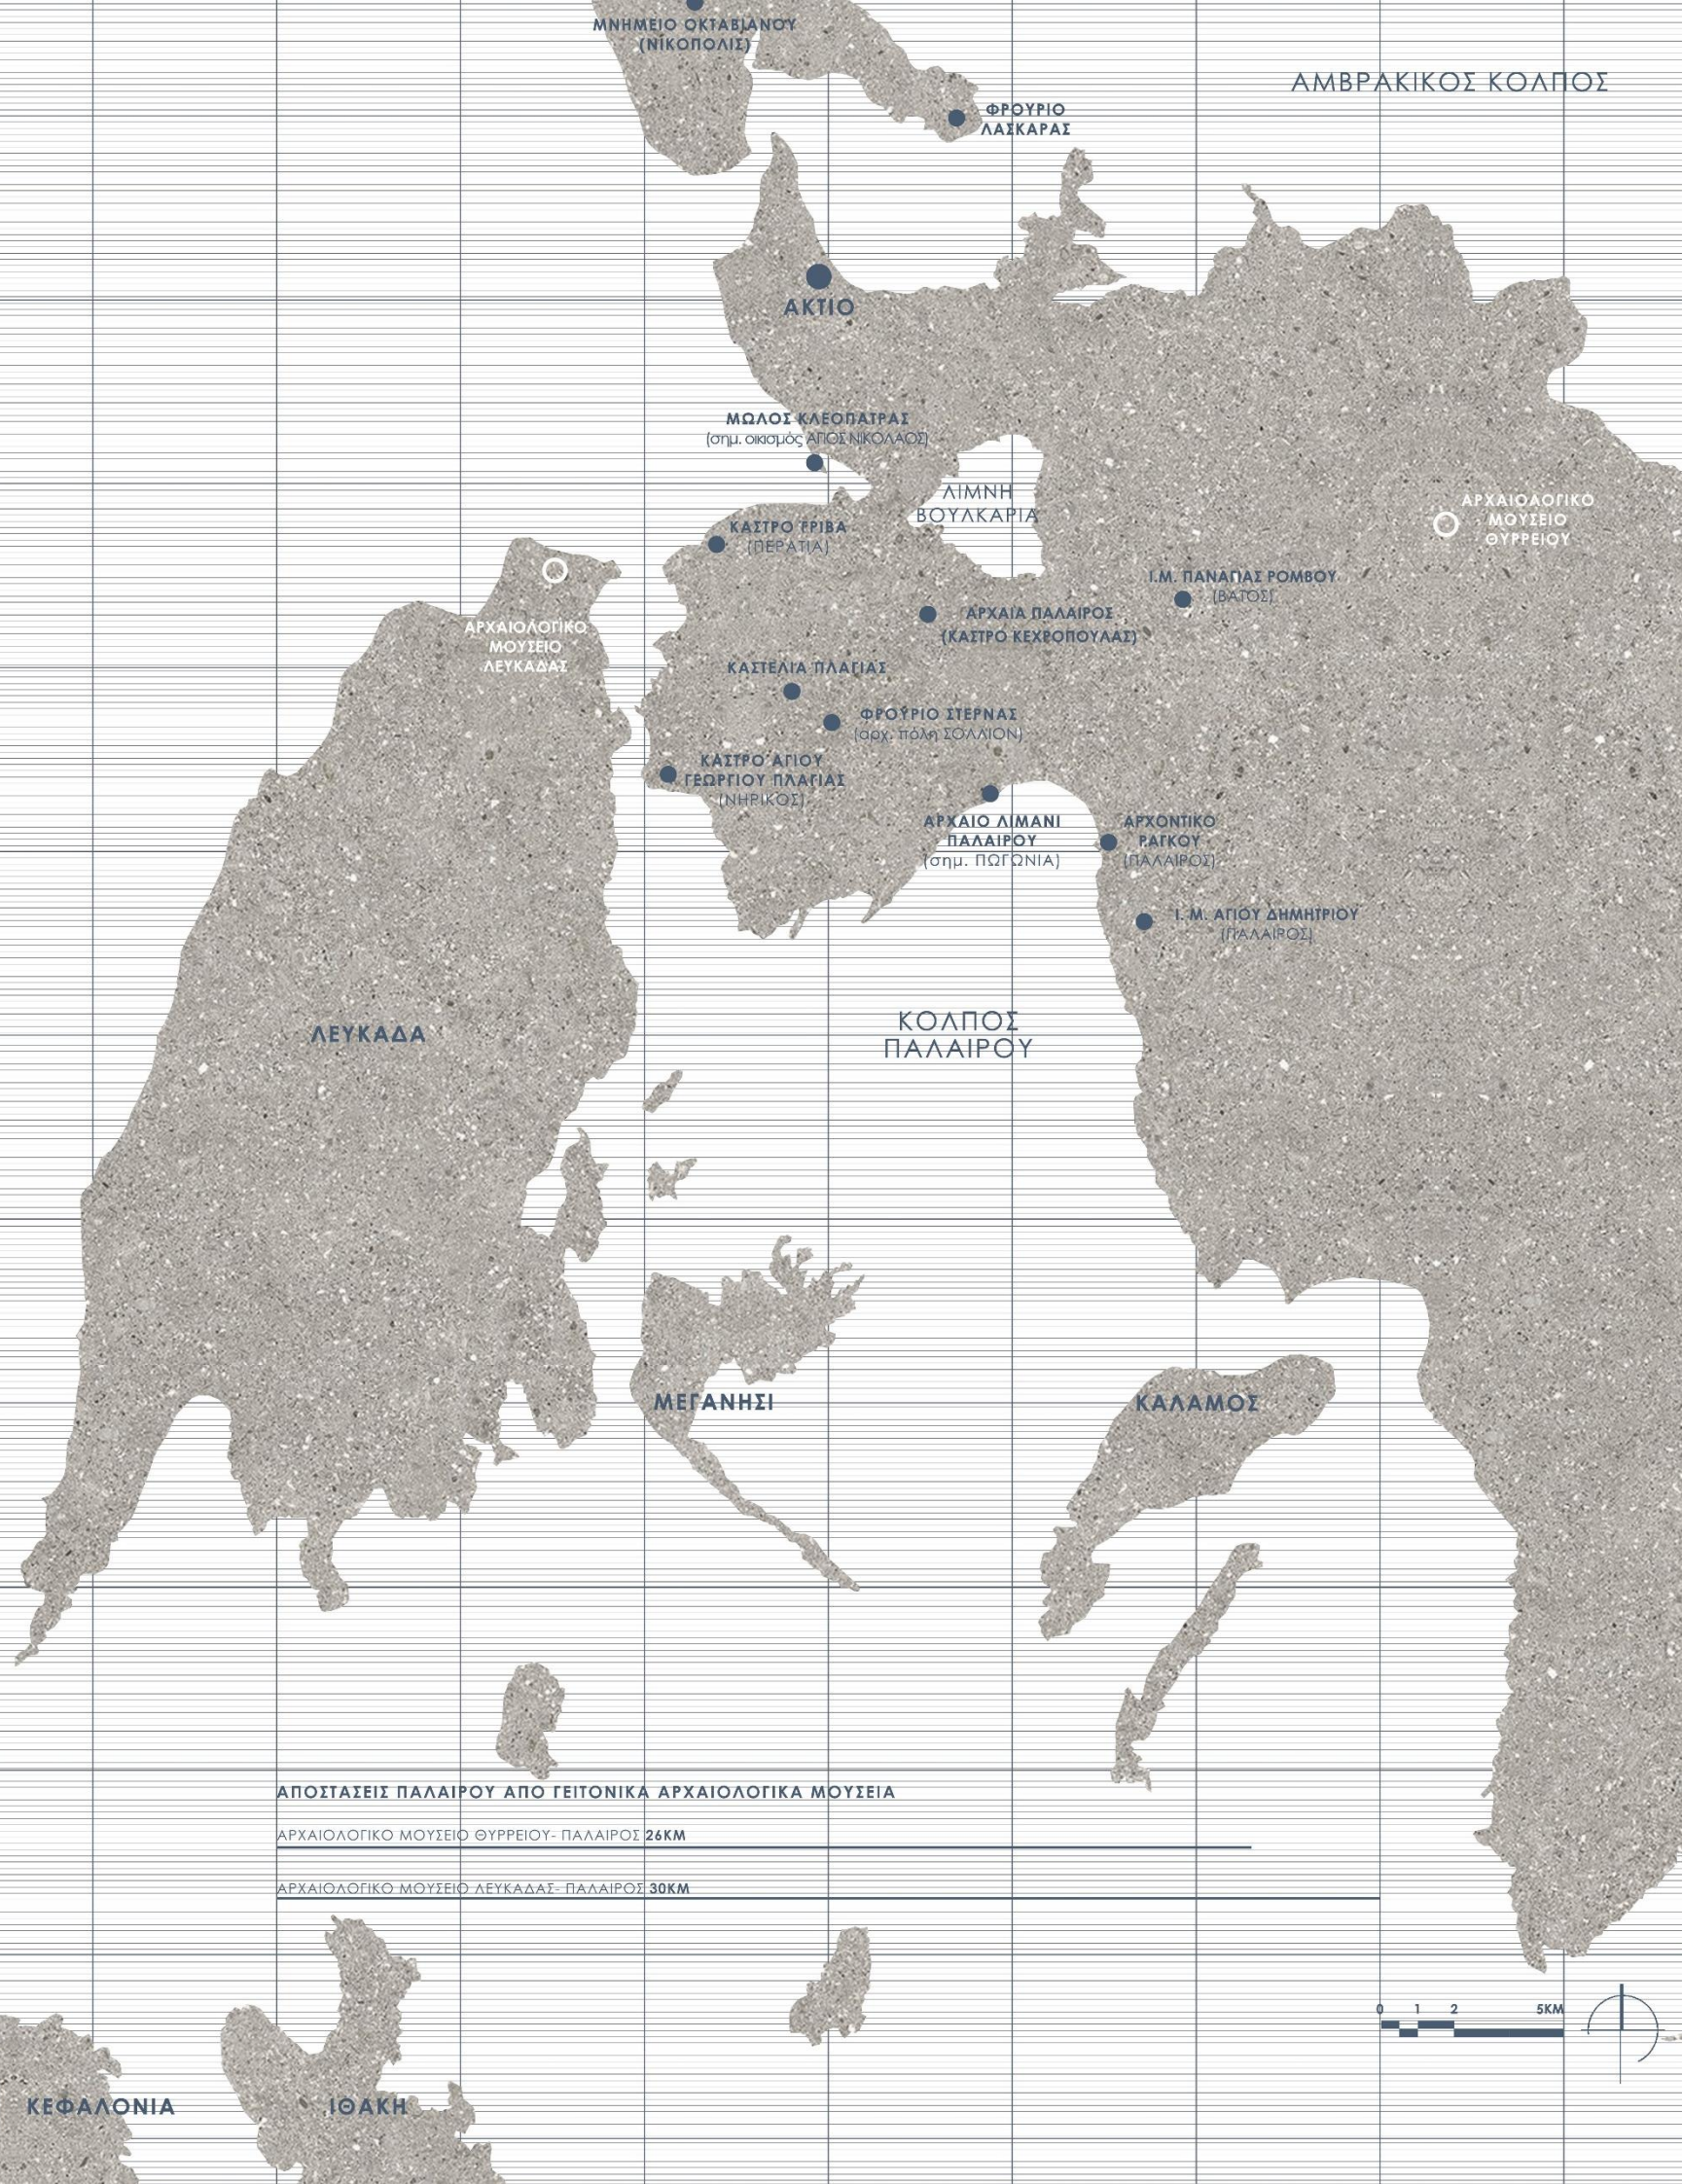 ΜΝΗΜΕΙΟ ΟΚΤΑΒΙΑΝΟΥ
(ΝΙΚΟΠΟΛΙΣ)
ΑΜΒΡΑΚΙΚΟΣ ΚΟΛΠΟΣ
ΦΡΟΥΡΙΟ
ΛΑΣΚΑΡΑΣ
ΑΚΤΙΟ
ΜΩΛΟΣ ΚΛΕΟΠΑΤΡΑΣ
(σημ. οικισμός ΑΓΙΟΣ ΝΙΚΟΛΑΟΣ)
ΛΙΜΝΗ
ΒΟΥΛΚΑΡΙΑ
ΑΡΧΑΙΟΛΟΓΙΚΟ
ΜΟΥΣΕΙΟ
ΘΥΡΡΕΙΟΥ
ΚΑΣΤΡΟ ΓΡΙΒΑ
(ΠΕΡΑΤΙΑ)
Ι.Μ. ΠΑΝΑΓΙΑΣ ΡΟΜΒΟΥ
(ΒΑΤΟΣ)
ΑΡΧΑΙΑ ΠΑΛΑΙΡΟΣ
(ΚΑΣΤΡΟ ΚΕΧΡΟΠΟΥΛΑΣ)
ΑΡΧΑΙΟΛΟΓΙΚΟ
ΜΟΥΣΕΙΟ
ΛΕΥΚΑΔΑΣ
ΚΑΣΤΕΛΙΑ ΠΛΑΓΙΑΣ
ΦΡΟΥΡΙΟ ΣΤΕΡΝΑΣ
(αρχ. πόλη ΣΟΛΛΙΟΝ)
ΚΑΣΤΡΟ ΑΓΙΟΥ
ΓΕΩΡΓΙΟΥ ΠΛΑΓΙΑΣ
(ΝΗΡΙΚΟΣ)
ΑΡΧΑΙΟ ΛΙΜΑΝΙ
ΠΑΛΑΙΡΟΥ
(σημ. ΠΩΓΩΝΙΑ)
ΑΡΧΟΝΤΙΚΟ
ΡΑΓΚΟΥ
(ΠΑΛΑΙΡΟΣ)
Ι. Μ. ΑΓΙΟΥ ΔΗΜΗΤΡΙΟΥ
(ΠΑΛΑΙΡΟΣ)
ΛΕΥΚΑΔΑ
ΚΟΛΠΟΣ
ΠΑΛΑΙΡΟΥ
ΜΕΓΑΝΗΣΙ
ΚΑΛΑΜΟΣ
ΑΠΟΣΤΑΣΕΙΣ ΠΑΛΑΙΡΟΥ ΑΠΟ ΓΕΙΤΟΝΙΚΑ ΑΡΧΑΙΟΛΟΓΙΚΑ ΜΟΥΣΕΙΑ
ΑΡΧΑΙΟΛΟΓΙΚΟ ΜΟΥΣΕΙΟ ΘΥΡΡΕΙΟΥ- ΠΑΛΑΙΡΟΣ 26KM
ΑΡΧΑΙΟΛΟΓΙΚΟ ΜΟΥΣΕΙΟ ΛΕΥΚΑΔΑΣ- ΠΑΛΑΙΡΟΣ 30KM
0 1 2 5KM
ΚΕΦΑΛΟΝΙΑ
ΙΘΑΚΗ